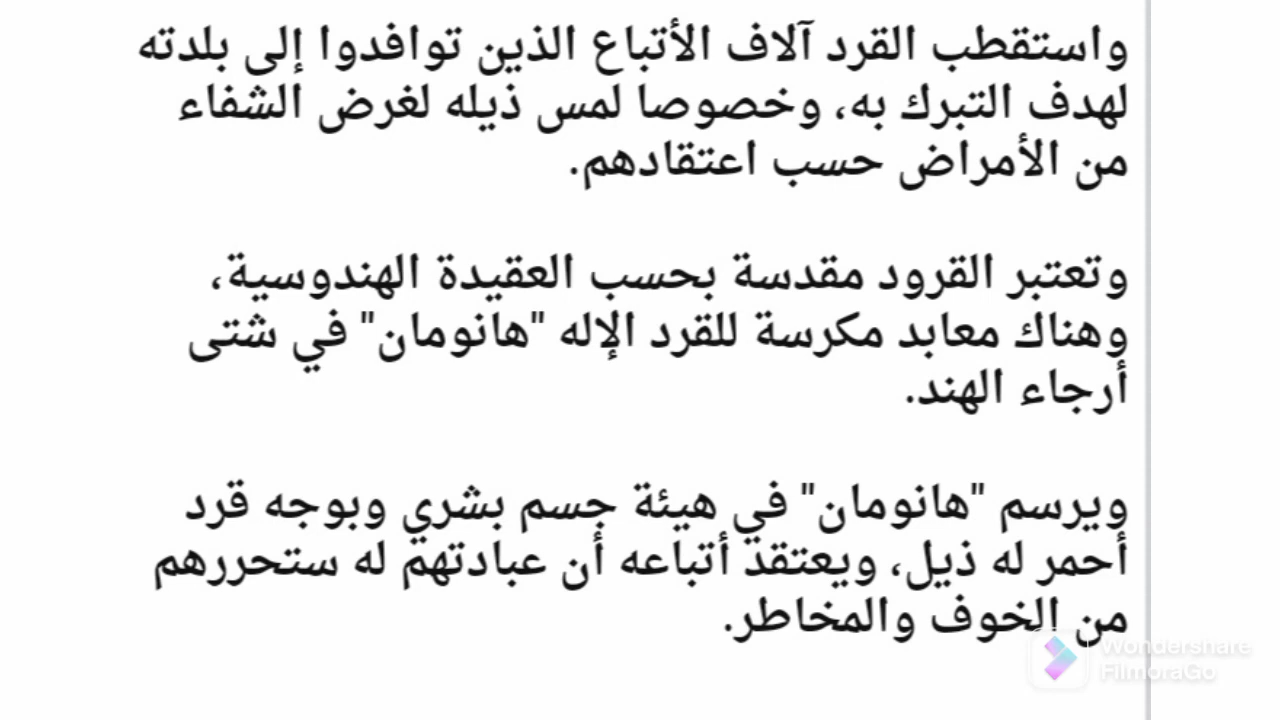 واستقطب القرد آلاف الأتباع الذين توافدوا إلى بلدته
لهدف التبرك به، وخصوصا لمس ذيله لغرض الشفاء
من الأمراض حسب اعتقادهم.
وتعتبر القرود مقدسة بحسب العقيدة الهندوسية،
وهناك معابد مكرسة للقرد الإله "هانومان" في شتى
أرجاء الهند.
ويرسم "هانومان" في هيئة جسم بشري وبوجه قرد
أحمر له ذيل، ويعتقد أتباعه أن عبادتهم له ستحررهم
من الخوف والمخاطر.
Wondershare
FilmoraGo